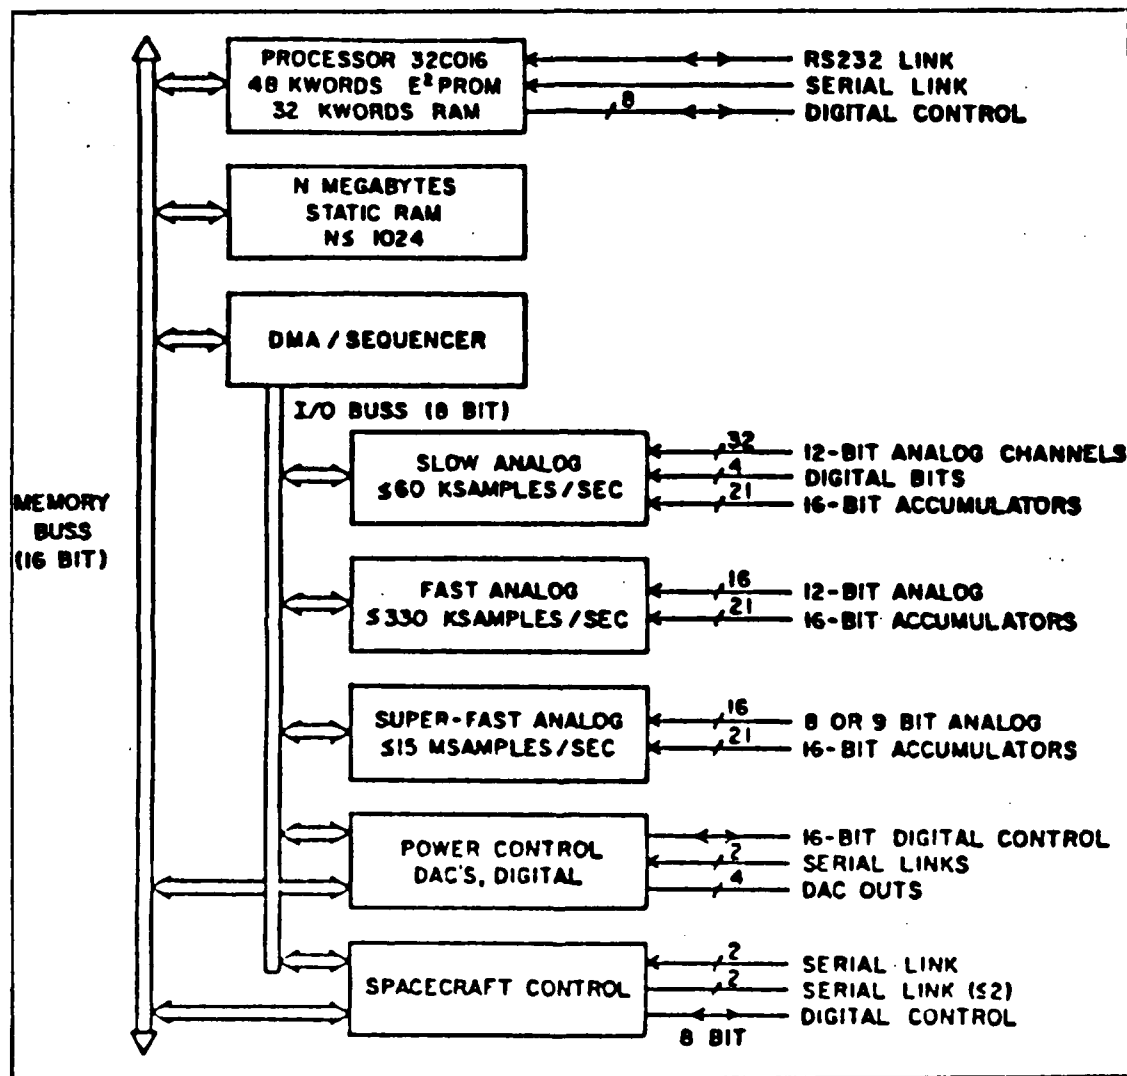 PROCESSOR 32C016
48 KWORDS E² PROM
32 KWORDS RAM
RS232 LINK
SERIAL LINK
8
DIGITAL CONTROL
N MEGABYTES
STATIC RAM
N≤ 1024
DMA / SEQUENCER
I/O BUSS (8 BIT)
MEMORY
BUSS
(16 BIT)
SLOW ANALOG
≤60 KSAMPLES/SEC
32
12-BIT ANALOG CHANNELS
4
DIGITAL BITS
21
16-BIT ACCUMULATORS
FAST ANALOG
≤330 KSAMPLES/SEC
16
12-BIT ANALOG
21
16-BIT ACCUMULATORS
SUPER-FAST ANALOG
≤15 MSAMPLES/SEC
16
8 OR 9 BIT ANALOG
21
16-BIT ACCUMULATORS
POWER CONTROL
DAC'S, DIGITAL
16-BIT DIGITAL CONTROL
2
SERIAL LINKS
4
DAC OUTS
SPACECRAFT CONTROL
2
SERIAL LINK
2
SERIAL LINK (≤2)
DIGITAL CONTROL
8 BIT